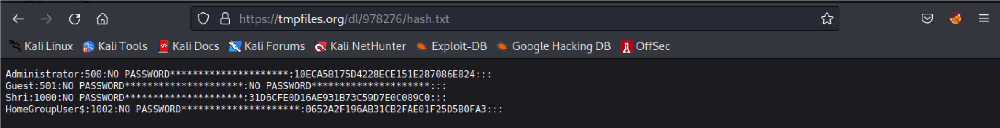 https://tmpfiles.org/dl/978276/hash.txt
Kali Linux Kali Tools Kali Docs Kali Forums Kali NetHunter Exploit-DB Google Hacking DB OffSec
Administrator:500:NO PASSWORD*********************:10ECA58175D4228ECE151E287086E824:::
Guest:501:NO PASSWORD*********************:NO PASSWORD*********************:::
Shri:1000:NO PASSWORD*********************:31D6CFE0D16AE931B73C59D7E0C089C0:::
HomeGroupUser$:1002:NO PASSWORD*********************:0652A2F196AB31CB2FAE01F25D5B0FA3:::